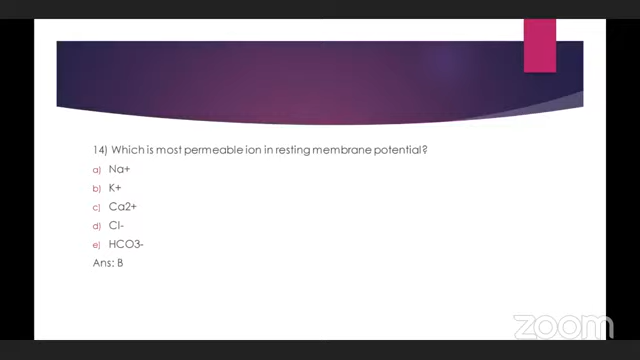 14) Which is most permeable ion in resting membrane potential?
a) Na+
b) K+
c) Ca2+
d) Cl-
e) HCO3-
Ans: B
zoom